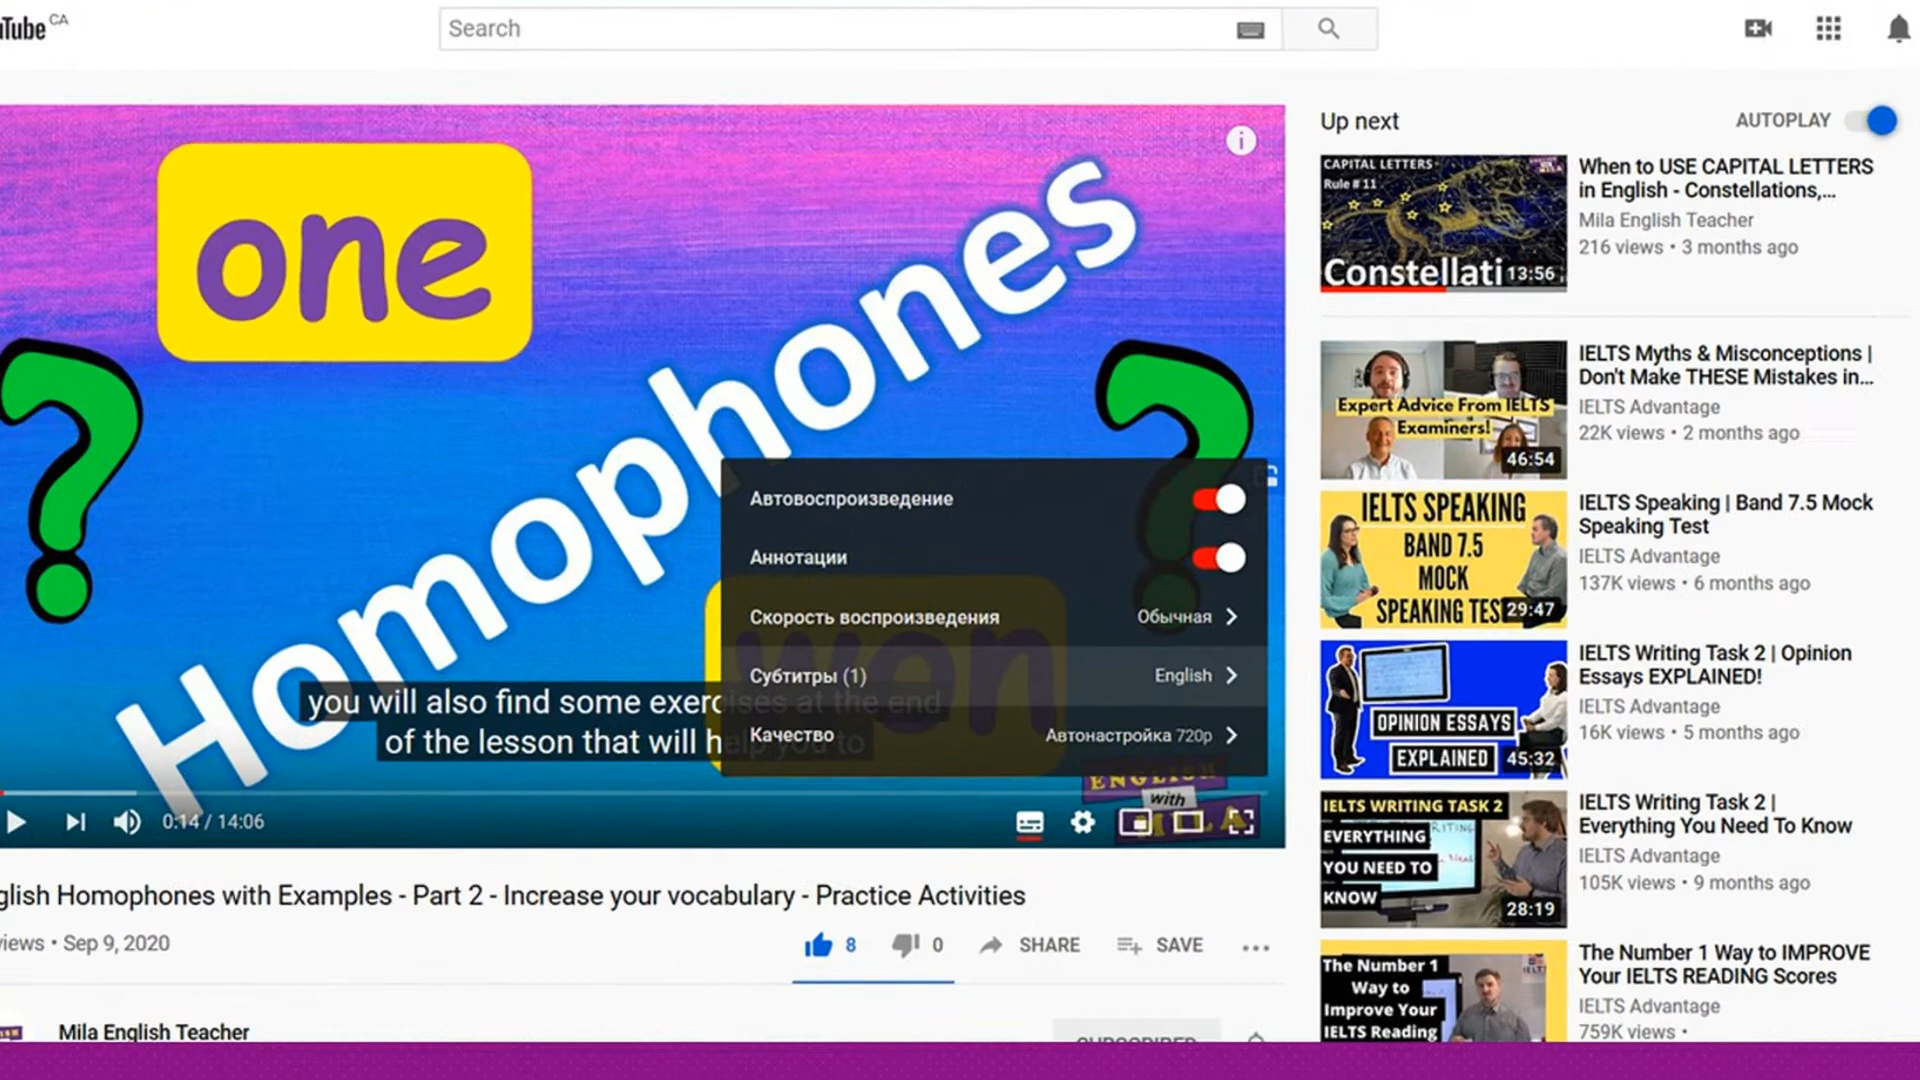 Tube CA
Search
one
Homophones
you will also find some exercises at the end
of the lesson that will help you to
won
Автовоспроизведение
Аннотации
Скорость воспроизведения Обычная
Субтитры (1) English
Качество Автонастройка 720p
ENGLISH
with
0:14 / 14:06
glish Homophones with Examples - Part 2 - Increase your vocabulary - Practice Activities
iews • Sep 9, 2020
8 0 SHARE SAVE
Mila English Teacher
SUBSCRIBED
Up next AUTOPLAY
CAPITAL LETTERS
Rule # 11
Constellati
13:56
When to USE CAPITAL LETTERS
in English - Constellations,...
Mila English Teacher
216 views • 3 months ago
Expert Advice From IELTS
Examiners!
46:54
IELTS Myths & Misconceptions |
Don't Make THESE Mistakes in...
IELTS Advantage
22K views • 2 months ago
IELTS SPEAKING
BAND 7.5
MOCK
SPEAKING TEST
29:47
IELTS Speaking | Band 7.5 Mock
Speaking Test
IELTS Advantage
137K views • 6 months ago
OPINION ESSAYS
EXPLAINED
45:32
IELTS Writing Task 2 | Opinion
Essays EXPLAINED!
IELTS Advantage
16K views • 5 months ago
IELTS WRITING TASK 2
EVERYTHING
YOU NEED TO
KNOW
28:19
IELTS Writing Task 2 |
Everything You Need To Know
IELTS Advantage
105K views • 9 months ago
The Number 1
Way to
Improve Your
IELTS Reading
The Number 1 Way to IMPROVE
Your IELTS READING Scores
IELTS Advantage
759K views •